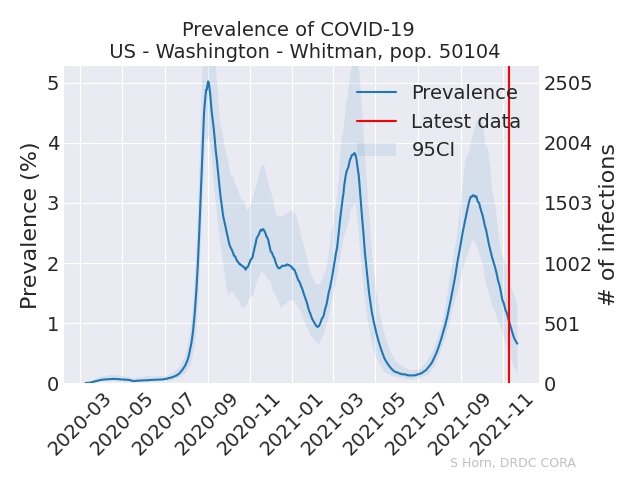 Prevalence of COVID-19
US - Washington - Whitman, pop. 50104
Prevalence
Latest data
95CI
Prevalence (%)
5
4
3
2
1
0
2505
2004
1503
1002
501
0
# of infections
2020-03
2020-05
2020-07
2020-09
2020-11
2021-01
2021-03
2021-05
2021-07
2021-09
2021-11
S Horn, DRDC CORA